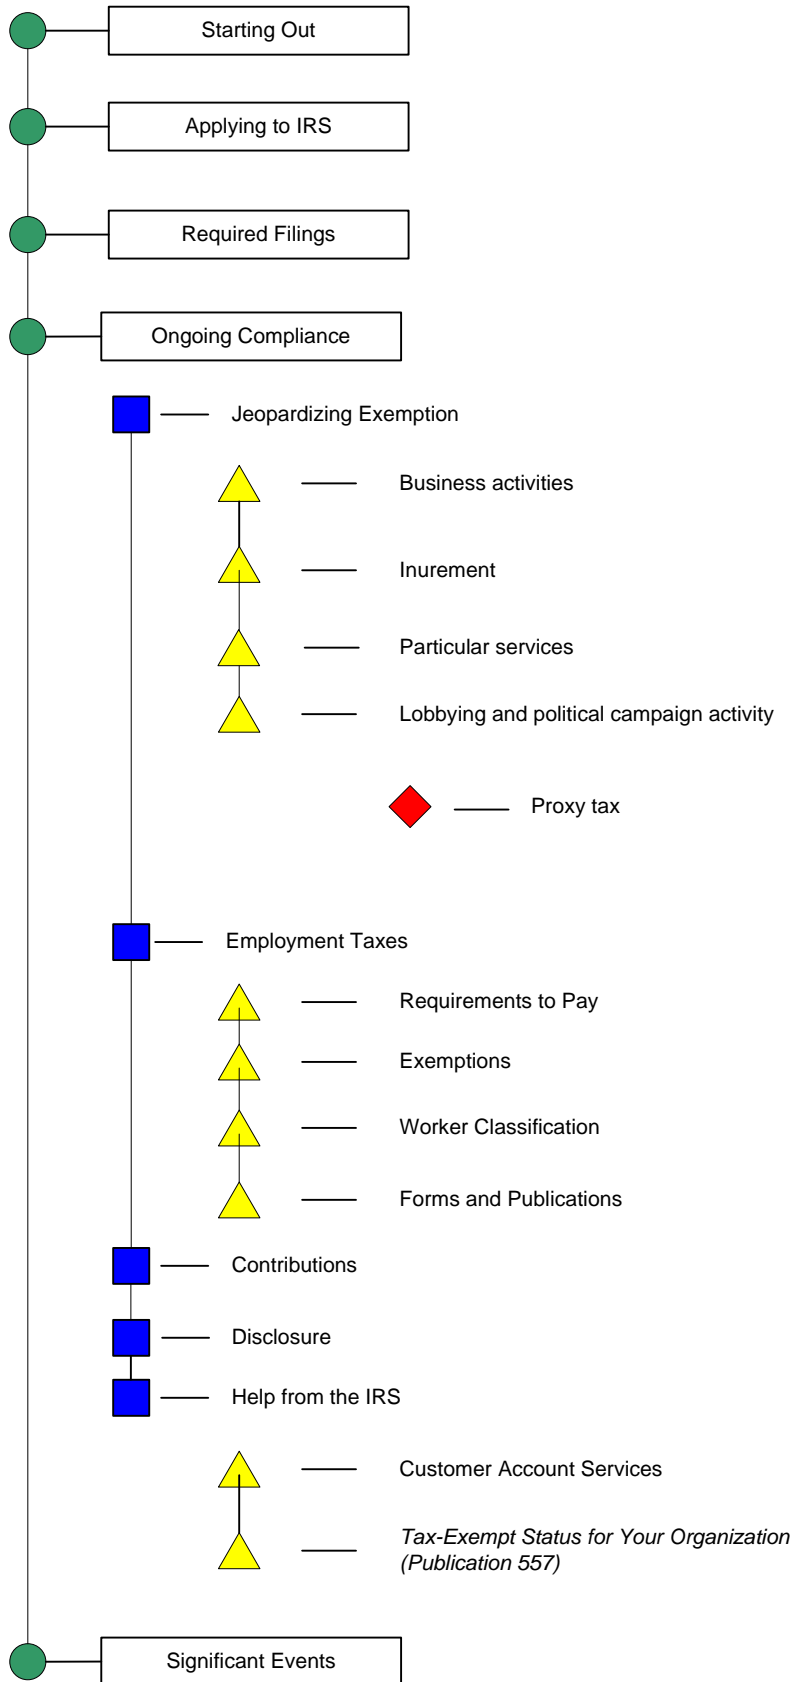 Starting Out
Applying to IRS
Required Filings
Ongoing Compliance
Jeopardizing Exemption
Business activities
Inurement
Particular services
Lobbying and political campaign activity
Proxy tax
Employment Taxes
Requirements to Pay
Exemptions
Worker Classification
Forms and Publications
Contributions
Disclosure
Help from the IRS
Customer Account Services
Tax-Exempt Status for Your Organization
(Publication 557)
Significant Events